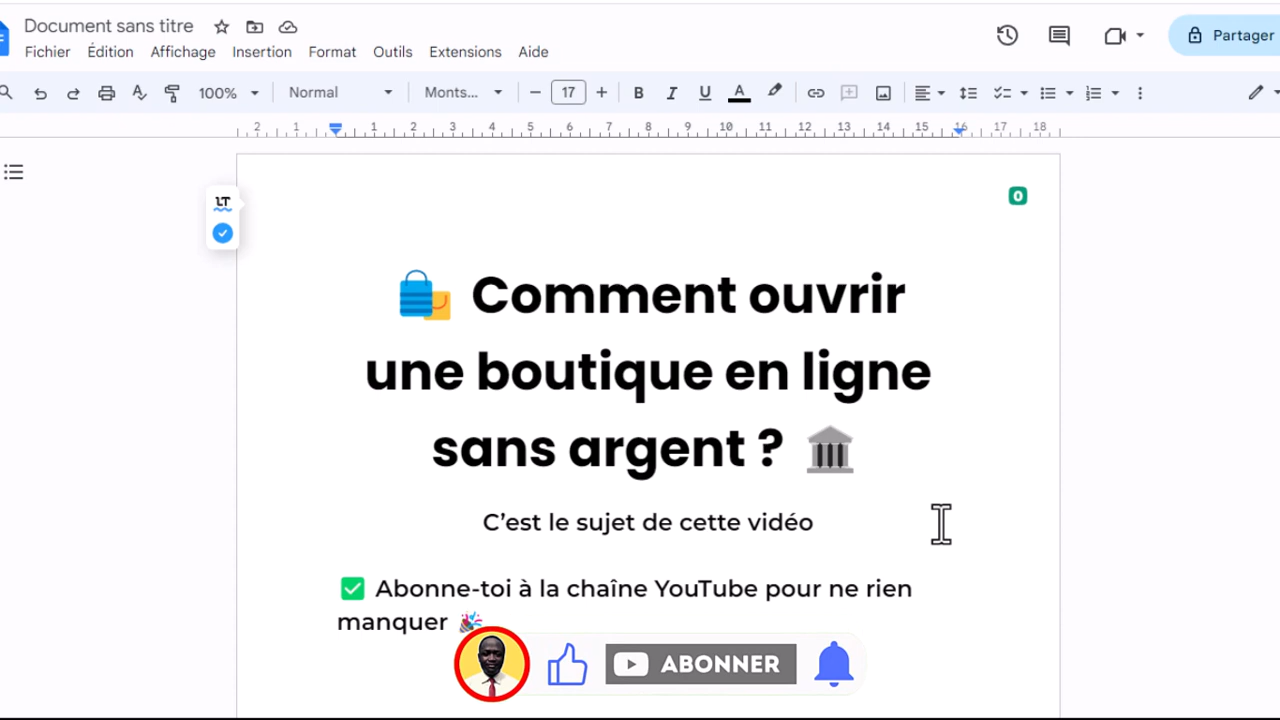 Document sans titre
Fichier Édition Affichage Insertion Format Outils Extensions Aide
Partager
100% Normal Monts... 17 B I U A
2 1 1 2 3 4 5 6 7 8 9 10 11 12 13 14 15 16 17 18
LT
0
Comment ouvrir
une boutique en ligne
sans argent ?
C’est le sujet de cette vidéo
Abonne-toi à la chaîne YouTube pour ne rien
manquer
ABONNER